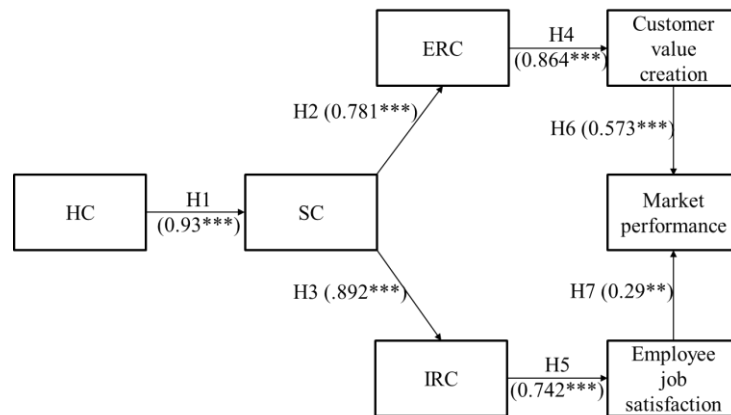 ERC
H4
(0.864***)
Customer
value
creation
H2 (0.781***)
H6 (0.573***)
HC
H1
(0.93***)
SC
Market
performance
H3 (.892***)
H7 (0.29**)
IRC
H5
(0.742***)
Employee
job
satisfaction